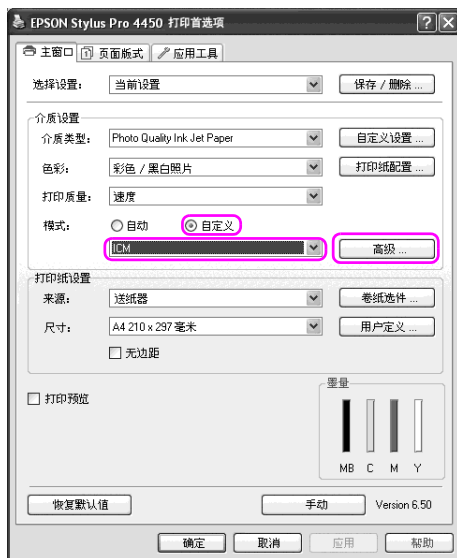 EPSON Stylus Pro 4450 打印首选项
主窗口 页面版式 应用工具
选择设置： 当前设置 保存 / 删除 ...
介质设置
介质类型： Photo Quality Ink Jet Paper 自定义设置 ...
色彩： 彩色 / 黑白照片 打印纸配置 ...
打印质量： 速度
模式： 自动 自定义
ICM 高级 ...
打印纸设置
来源： 送纸器 卷纸选件 ...
尺寸： A4 210 x 297 毫米 用户定义 ...
无边距
打印预览
墨量
MB C M Y
恢复默认值 手动 Version 6.50
确定 取消 应用 帮助